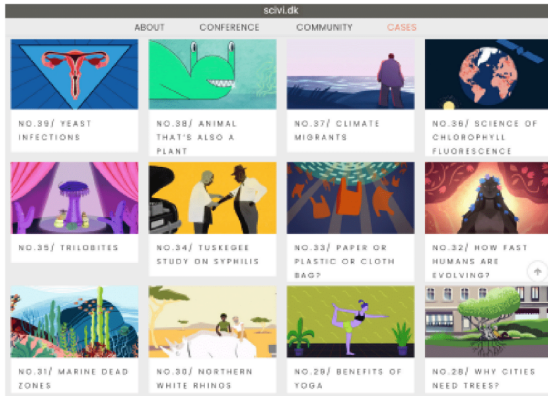 scivi.dk
ABOUT CONFERENCE COMMUNITY CASES
NO.39/ YEAST
INFECTIONS
NO.38/ ANIMAL
THAT'S ALSO A
PLANT
NO.37/ CLIMATE
MIGRANTS
NO.36/ SCIENCE OF
CHLOROPHYLL
FLUORESCENCE
NO.35/ TRILOBITES
NO.34/ TUSKEGEE
STUDY ON SYPHILIS
NO.33/ PAPER OR
PLASTIC OR CLOTH
BAG?
NO.32/ HOW FAST
HUMANS ARE
EVOLVING?
NO.31/ MARINE DEAD
ZONES
NO.30/ NORTHERN
WHITE RHINOS
NO.29/ BENEFITS OF
YOGA
NO.28/ WHY CITIES
NEED TREES?